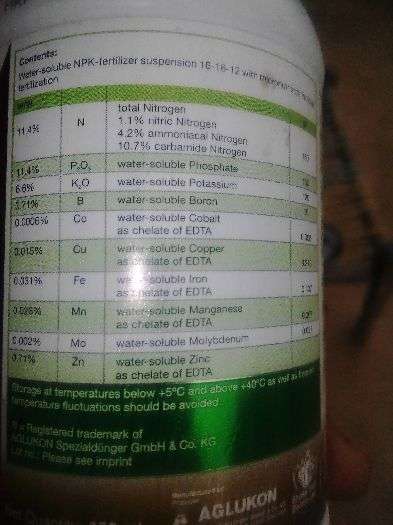 Contents:
Water-soluble NPK-fertilizer suspension 16-16-12 with
fertilization
11.4% N total Nitrogen
1.1% nitric Nitrogen
4.2% ammoniacal Nitrogen
10.7% carbamide Nitrogen
11.4% P₂O₅ water-soluble Phosphate
6.6% K₂O water-soluble Potassium
0.71% B water-soluble Boron
0.0006% Co water-soluble Cobalt
as chelate of EDTA
0.015% Cu water-soluble Copper
as chelate of EDTA
0.031% Fe water-soluble Iron
as chelate of EDTA
Mn water-soluble Manganese
as chelate of EDTA
0.002% Mo water-soluble Molybdenum
0.71% Zn water-soluble Zinc
as chelate of EDTA
Storage at temperatures below +5°C and above +40°C as well as
temperature fluctuations should be avoided
® = Registered trademark of
AGLUKON Spezialdünger GmbH & Co. KG
Lot no.: Please see imprint
AGLUKON